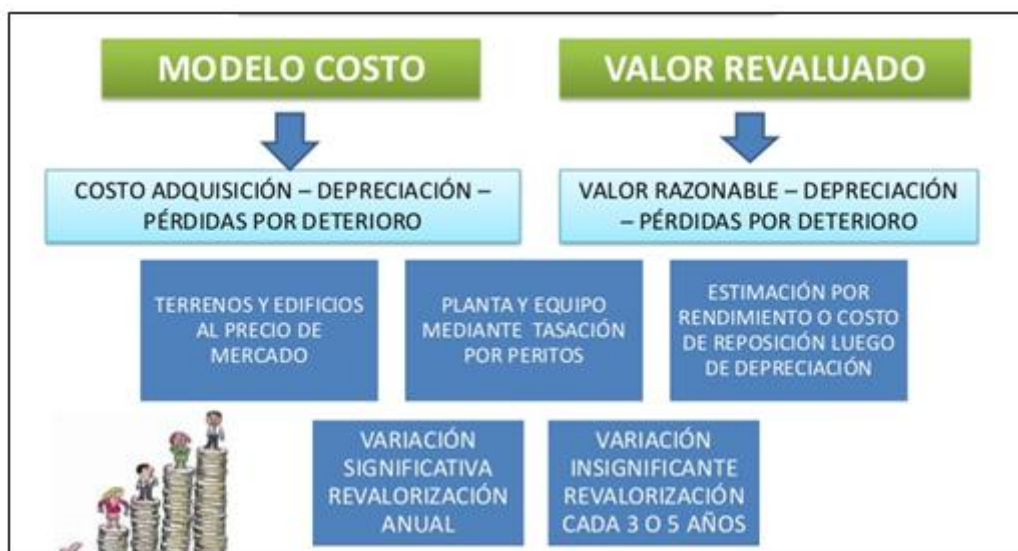 MODELO COSTO
VALOR REVALUADO
COSTO ADQUISICIÓN – DEPRECIACIÓN –
PÉRDIDAS POR DETERIORO
VALOR RAZONABLE – DEPRECIACIÓN
– PÉRDIDAS POR DETERIORO
TERRENOS Y EDIFICIOS
AL PRECIO DE
MERCADO
PLANTA Y EQUIPO
MEDIANTE TASACIÓN
POR PERITOS
ESTIMACIÓN POR
RENDIMIENTO O COSTO
DE REPOSICIÓN LUEGO
DE DEPRECIACIÓN
VARIACIÓN
SIGNIFICATIVA
REVALORIZACIÓN
ANUAL
VARIACIÓN
INSIGNIFICANTE
REVALORIZACIÓN
CADA 3 O 5 AÑOS